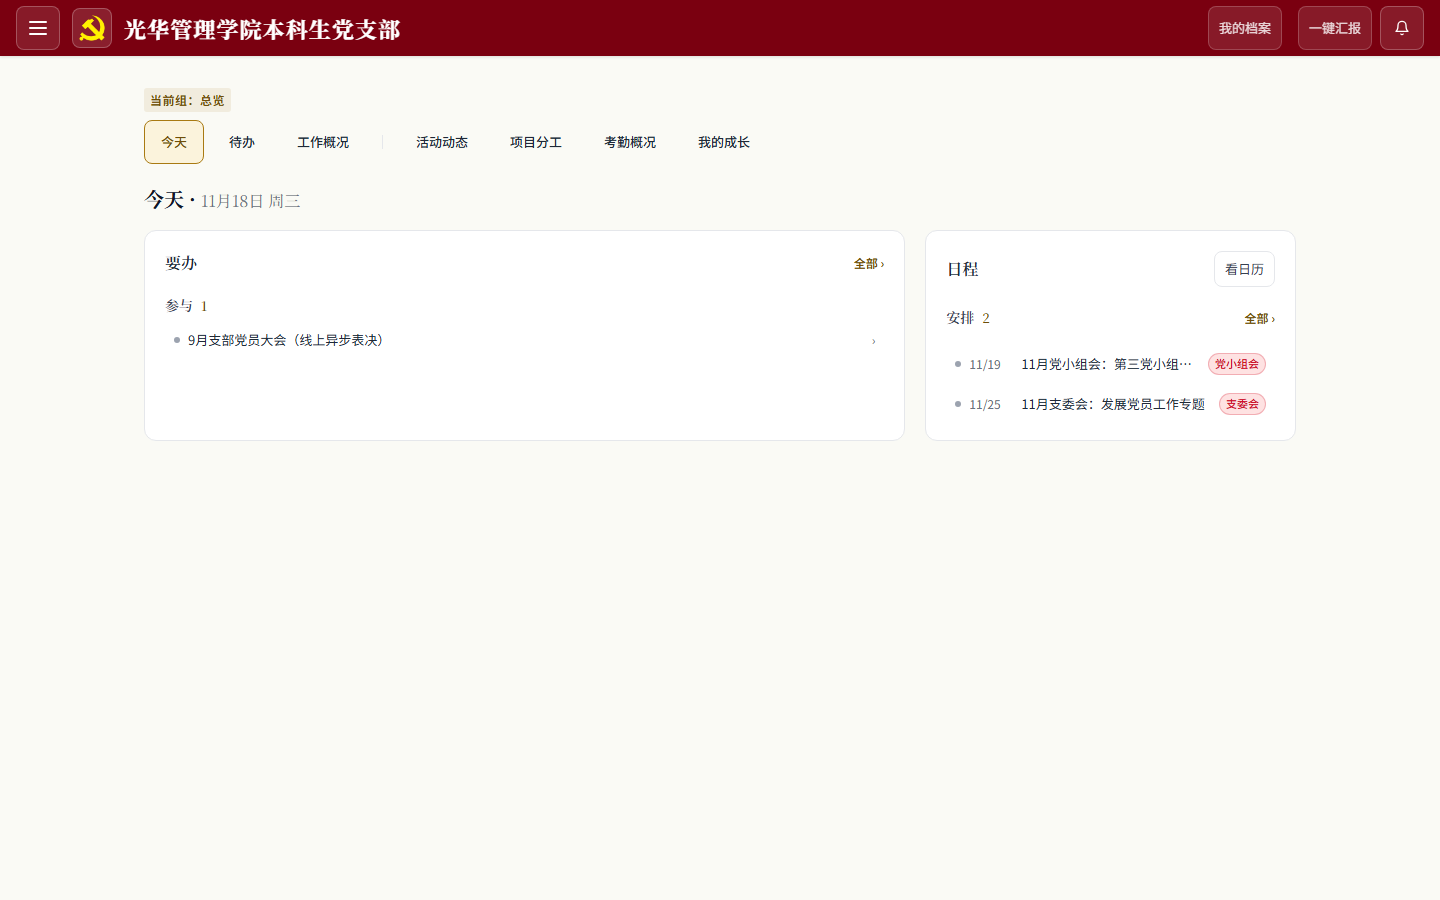 光华管理学院本科生党支部
我的档案
一键汇报
当前组：总览
今天
待办
工作概况
活动动态
项目分工
考勤概况
我的成长
今天 · 11月18日 周三
要办
全部 ›
参与 1
9月支部党员大会（线上异步表决）
›
日程
看日历
安排 2
全部 ›
11/19 11月党小组会：第三党小组… 党小组会
11/25 11月支委会：发展党员工作专题 支委会